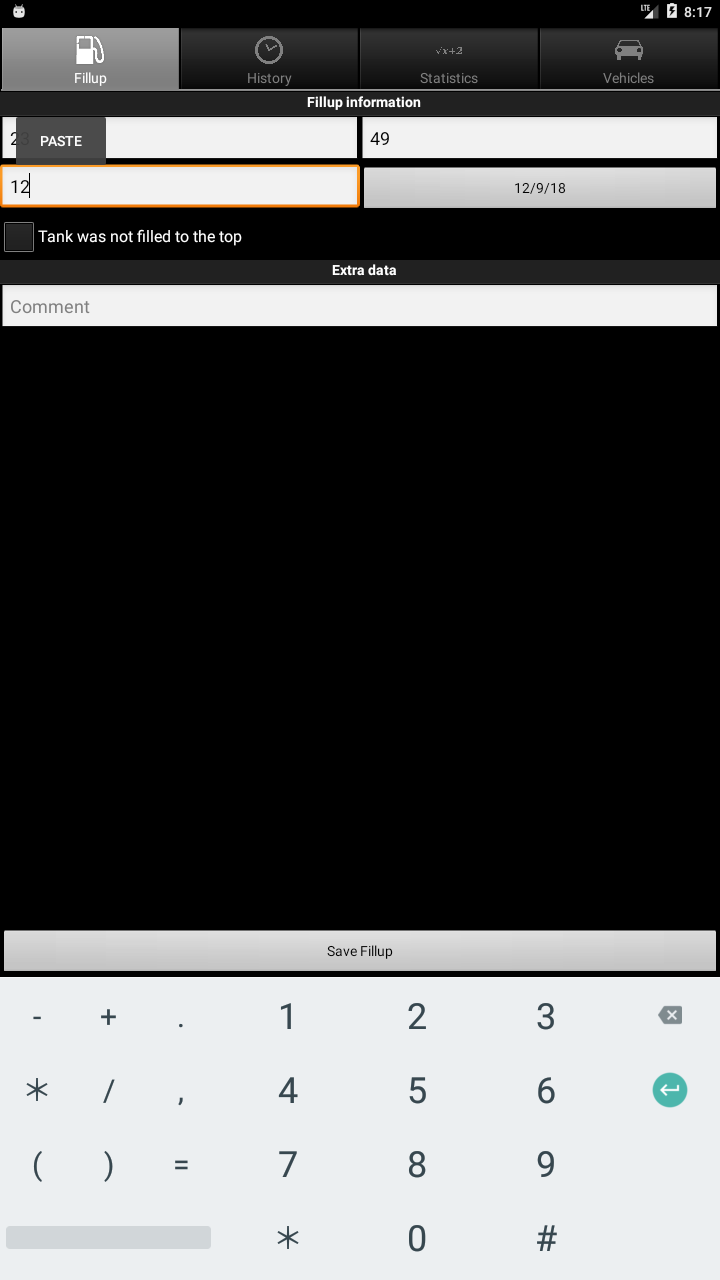 LTE 8:17
Fillup History √x+2 Statistics Vehicles
Fillup information
PASTE 49
12 12/9/18
Tank was not filled to the top
Extra data
Comment
Save Fillup
- + . 1 2 3
* / , 4 5 6
( ) = 7 8 9
* 0 #